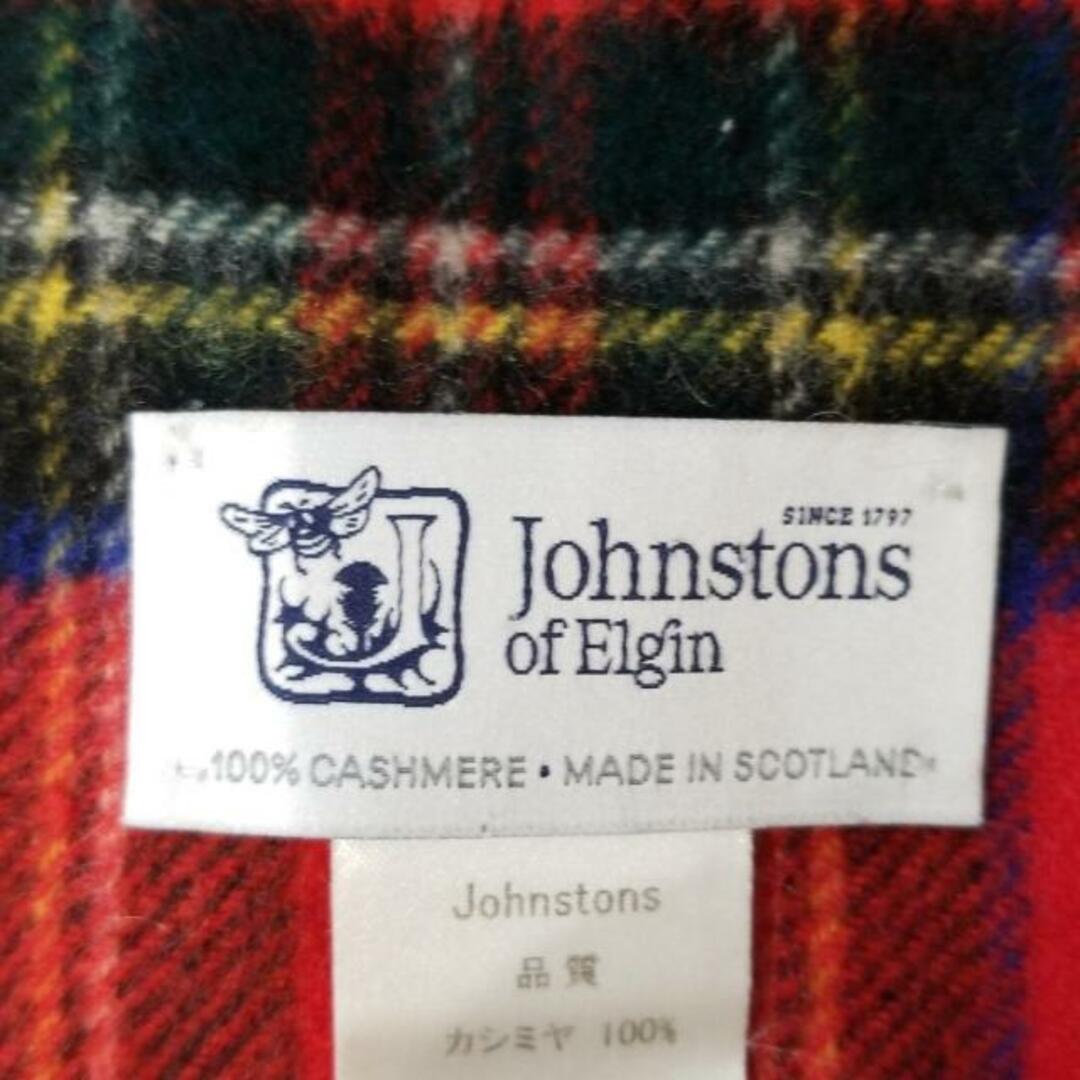 SINCE 1797
Johnstons
of Elgin
100% CASHMERE • MADE IN SCOTLAND
Johnstons
品質
カシミヤ 100%